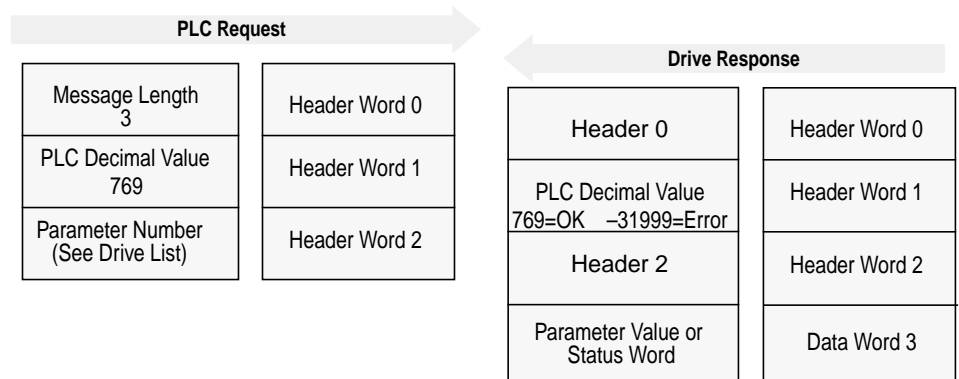 PLC Request
Message Length
3
Header Word 0
PLC Decimal Value
769
Header Word 1
Parameter Number
(See Drive List)
Header Word 2
Drive Response
Header 0
Header Word 0
PLC Decimal Value
769=OK –31999=Error
Header Word 1
Header 2
Header Word 2
Parameter Value or
Status Word
Data Word 3